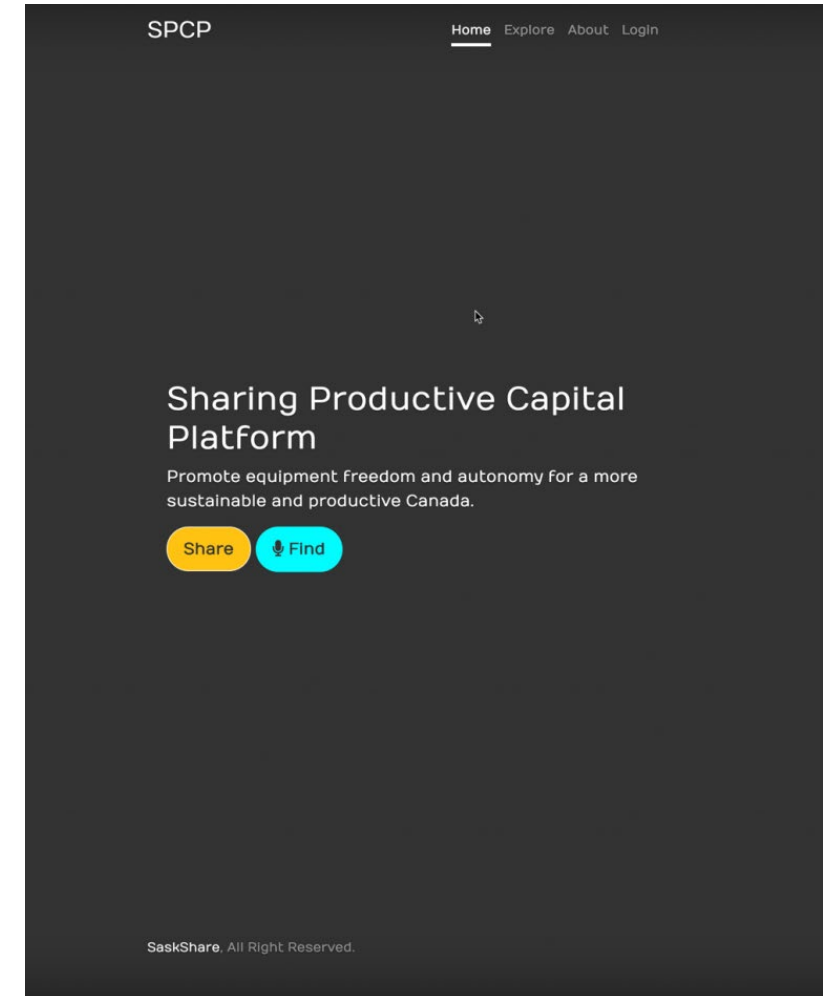 SPCP
Home Explore About Login
Sharing Productive Capital
Platform
Promote equipment freedom and autonomy for a more
sustainable and productive Canada.
Share Find
SaskShare, All Right Reserved.